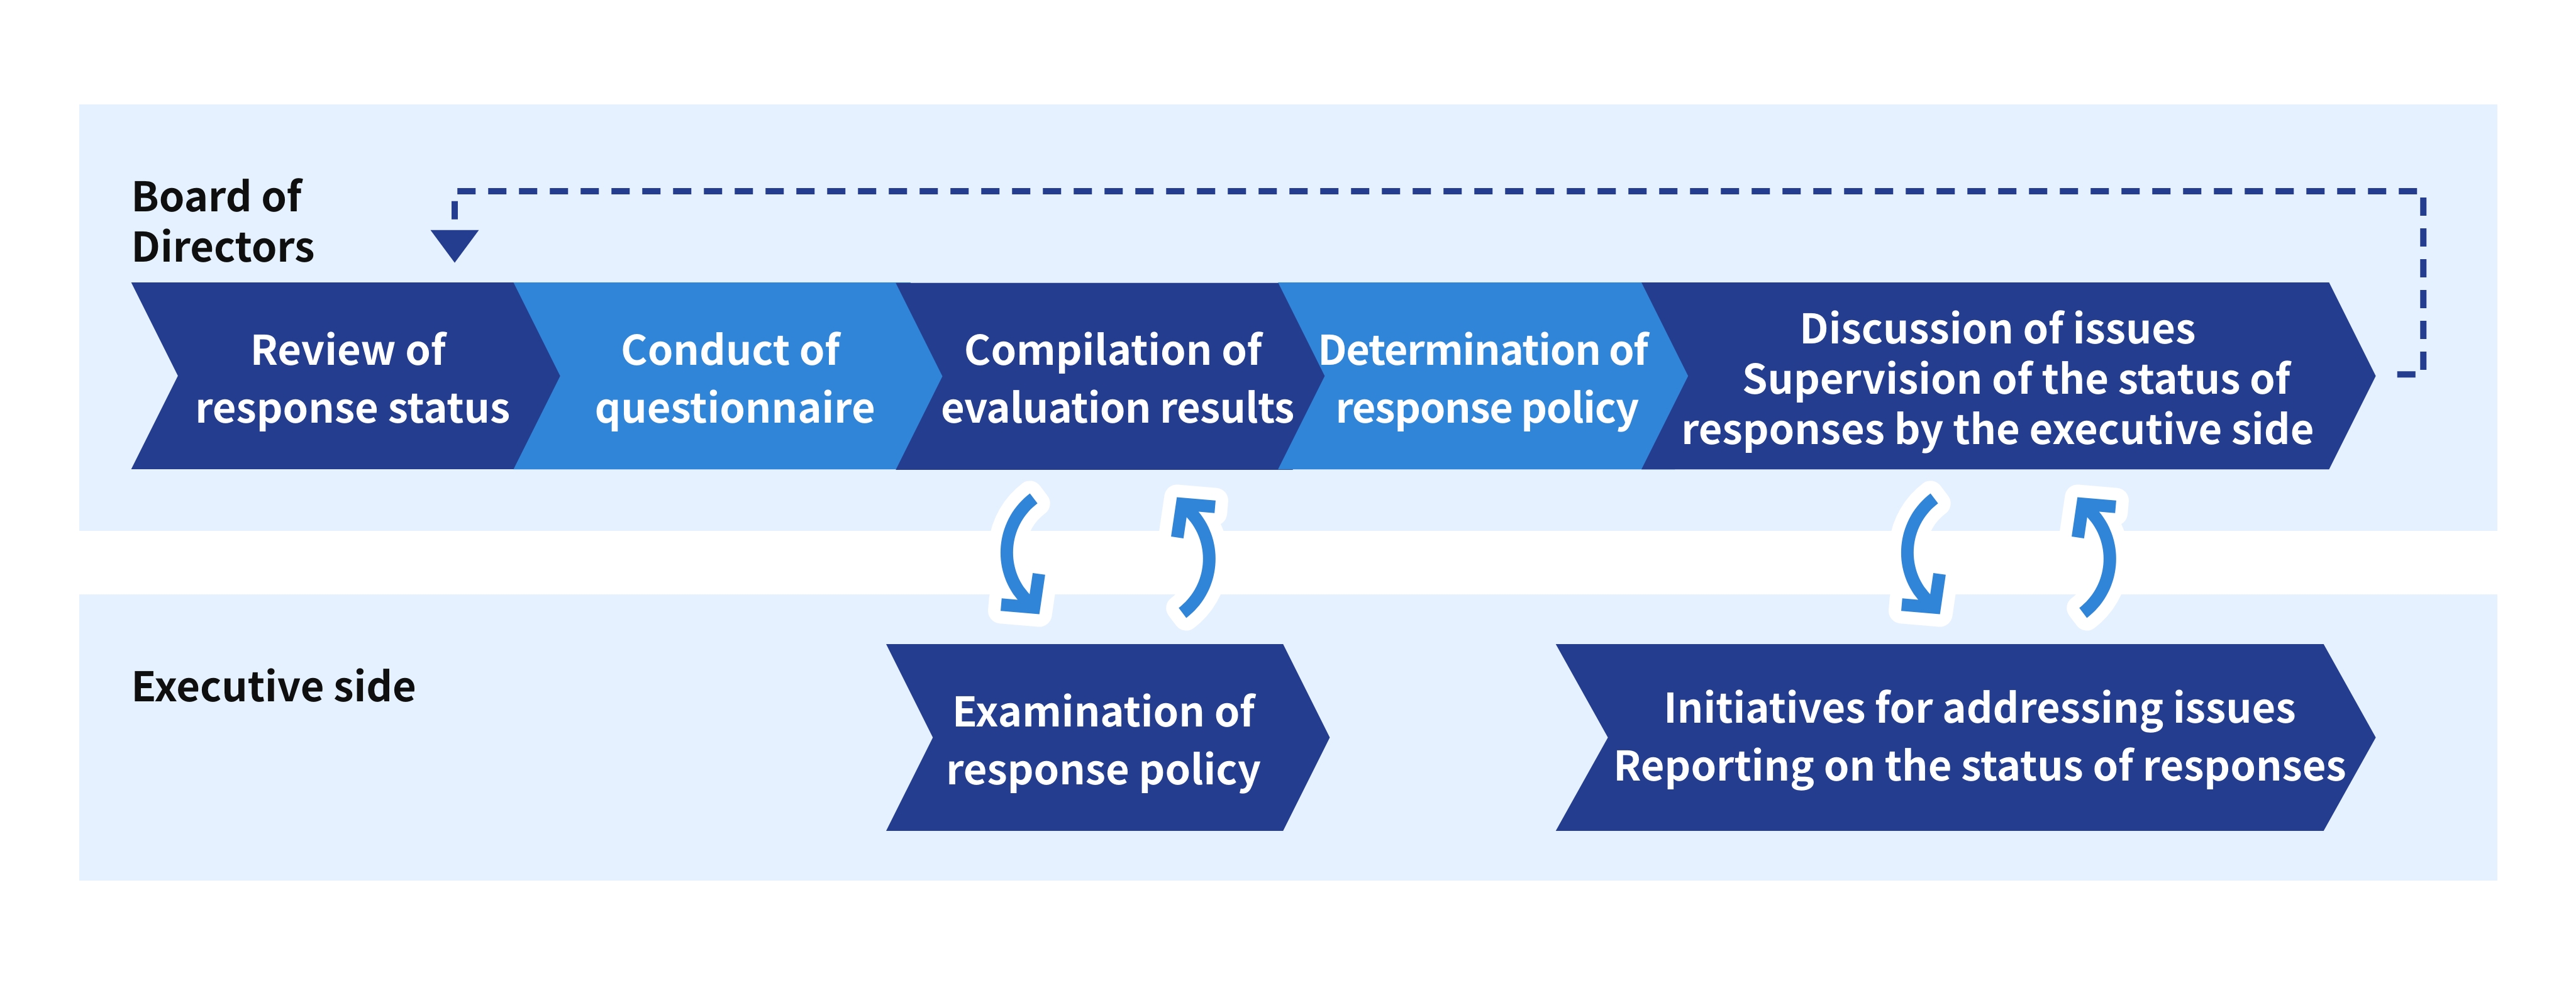 Board of
Directors
Review of
response status
Conduct of
questionnaire
Compilation of
evaluation results
Determination of
response policy
Discussion of issues
Supervision of the status of
responses by the executive side
Executive side
Examination of
response policy
Initiatives for addressing issues
Reporting on the status of responses